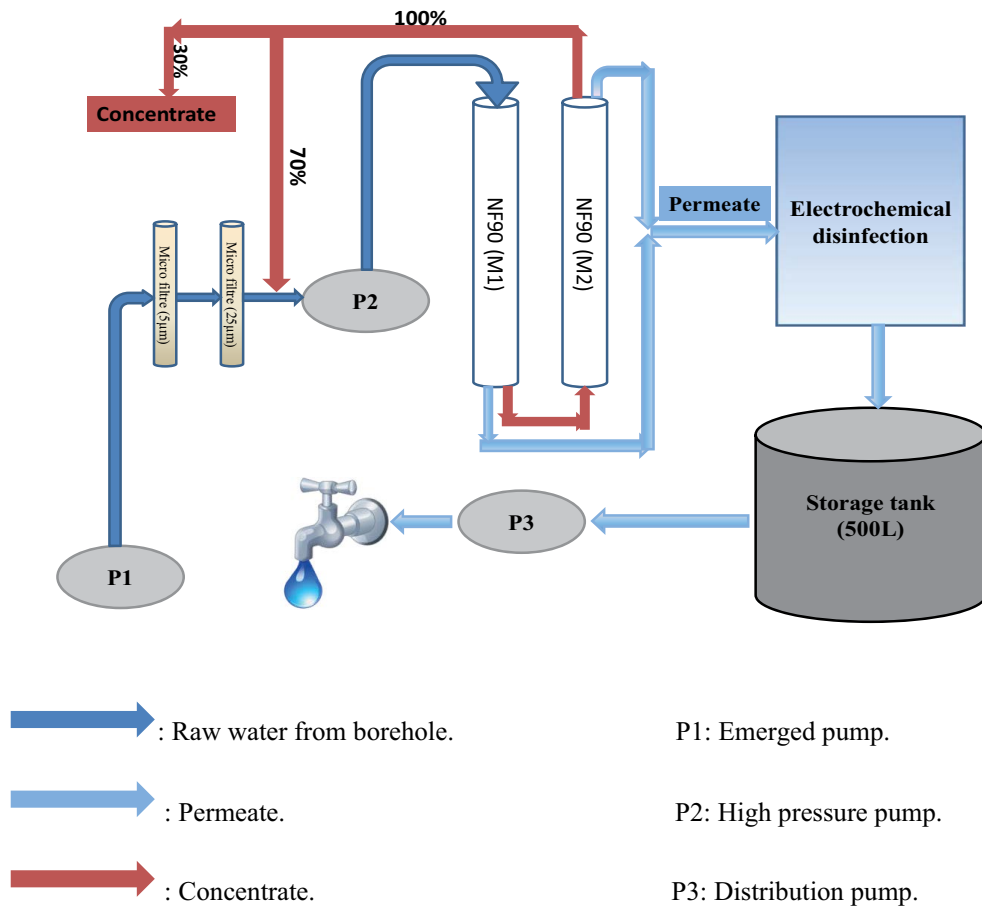 100%
30%
Concentrate
70%
Micro filtre (5µm)
Micro filtre (25µm)
P2
NF90 (M1)
NF90 (M2)
Permeate
Electrochemical
disinfection
Storage tank
(500L)
P3
P1
: Raw water from borehole.
P1: Emerged pump.
: Permeate.
P2: High pressure pump.
: Concentrate.
P3: Distribution pump.